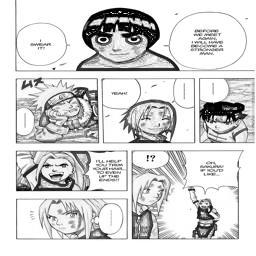 BEFORE
WE MEET
AGAIN,
I WILL HAVE
BECOME A
STRONGER
MAN.
I
SWEAR
IT!
YEAH!
OH,
SAKURA!
IF YOU'D
LIKE...
!?
I'LL HELP
YOU TRIM
YOUR HAIR...
TO EVEN
UP THE
ENDS!!